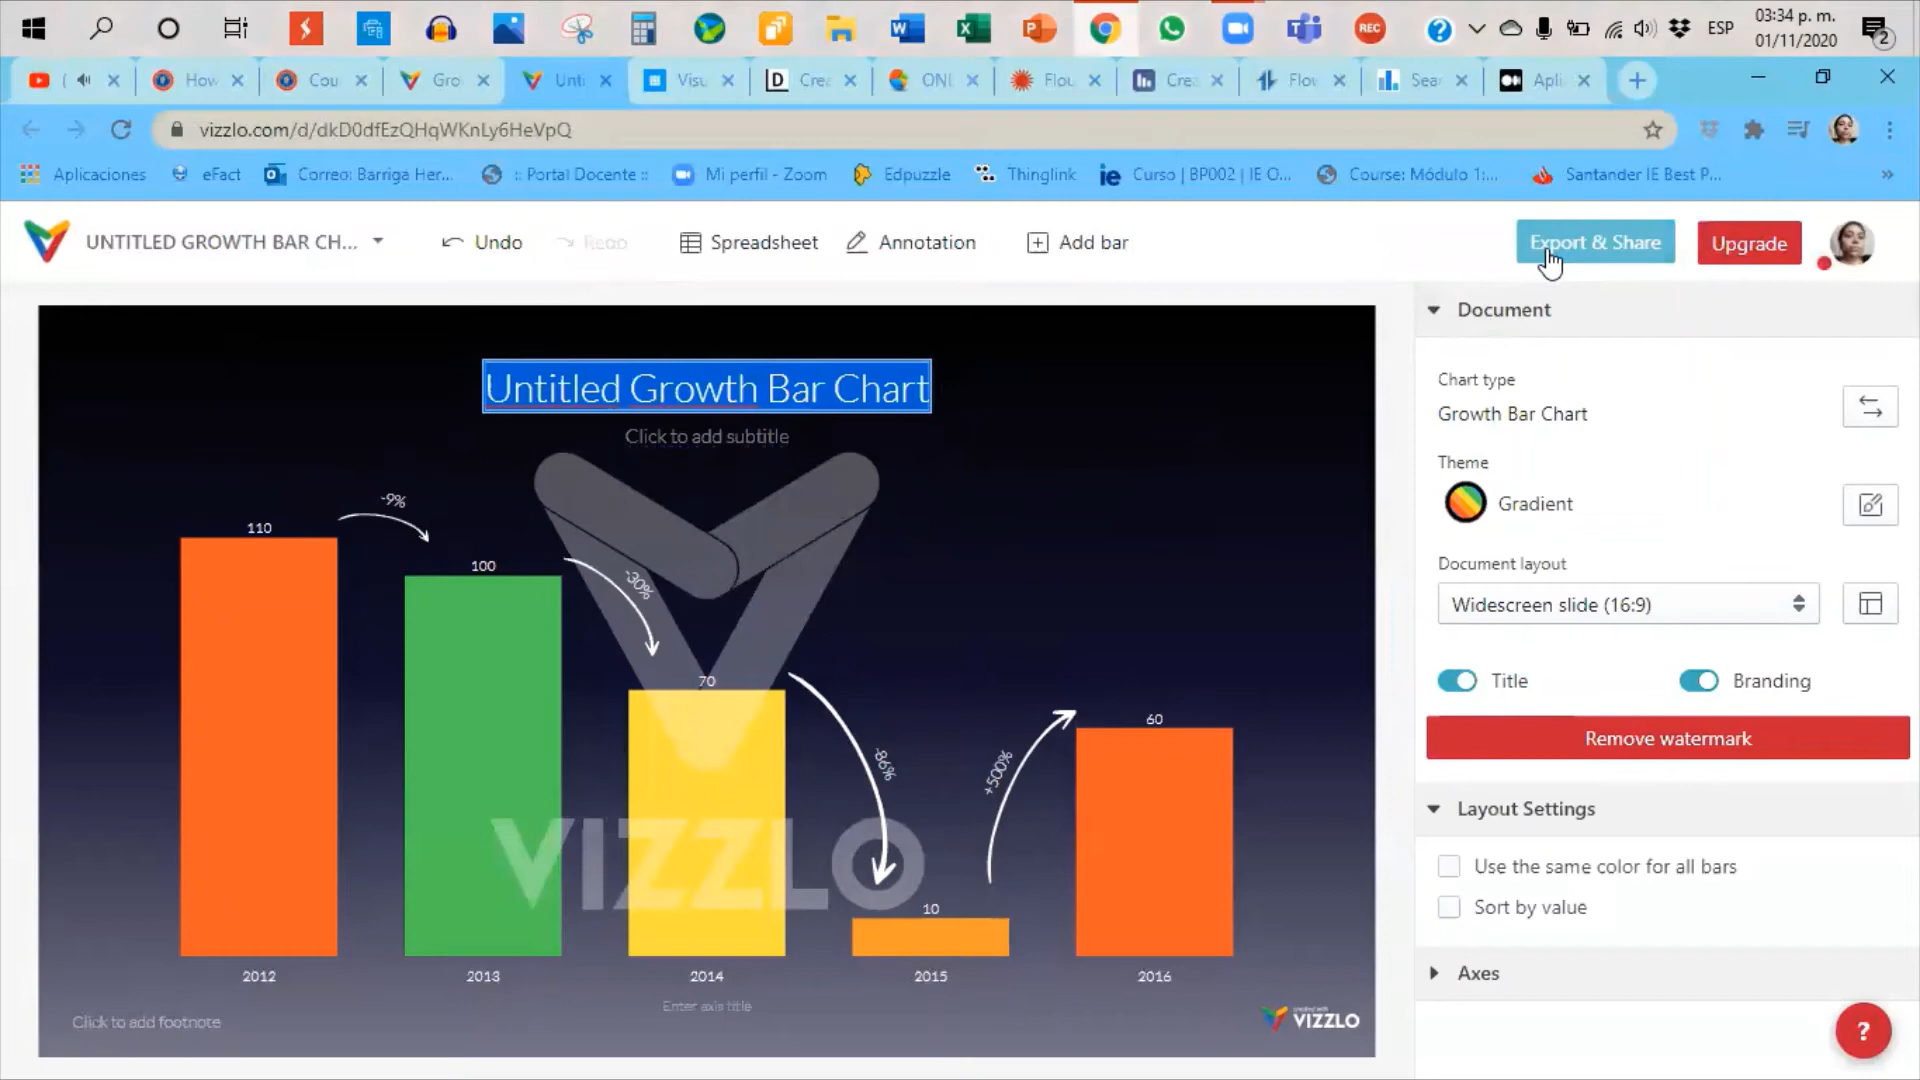 REC
ESP
03:34 p. m.
01/11/2020
2
How
Cou
Gro
Unti
Visu
Crea
ONL
Flou
Crea
Flov
Sear
Apli
vizzlo.com/d/dkD0dfEzQHqWKnLy6HeVpQ
Aplicaciones
eFact
Correo: Barriga Her...
:: Portal Docente ::
Mi perfil - Zoom
Edpuzzle
Thinglink
ie
Curso | BP002 | IE O...
Course: Módulo 1:...
Santander IE Best P...
UNTITLED GROWTH BAR CH...
Undo
Redo
Spreadsheet
Annotation
Add bar
Export & Share
Upgrade
Untitled Growth Bar Chart
Click to add subtitle
-9%
110
100
-30%
70
-86%
+500%
60
10
VIZZLO
2012
2013
2014
2015
2016
Enter axis title
Click to add footnote
created with
VIZZLO
Document
Chart type
Growth Bar Chart
Theme
Gradient
Document layout
Widescreen slide (16:9)
Title
Branding
Remove watermark
Layout Settings
Use the same color for all bars
Sort by value
Axes
?